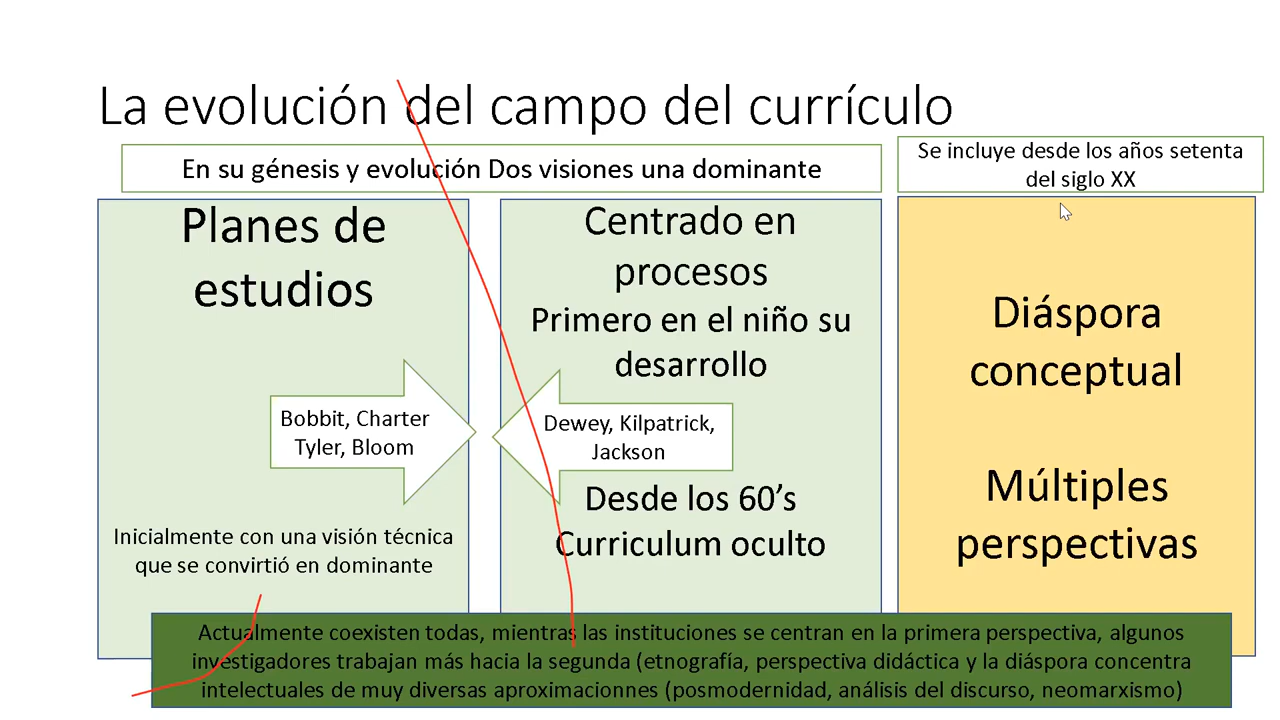 La evolución del campo del currículo
En su génesis y evolución Dos visiones una dominante
Se incluye desde los años setenta
del siglo XX
Planes de
estudios
Bobbit, Charter
Tyler, Bloom
Inicialmente con una visión técnica
que se convirtió en dominante
Centrado en
procesos
Primero en el niño su
desarrollo
Dewey, Kilpatrick,
Jackson
Desde los 60’s
Curriculum oculto
Diáspora
conceptual
Múltiples
perspectivas
Actualmente coexisten todas, mientras las instituciones se centran en la primera perspectiva, algunos
investigadores trabajan más hacia la segunda (etnografía, perspectiva didáctica y la diáspora concentra
intelectuales de muy diversas aproximacionnes (posmodernidad, análisis del discurso, neomarxismo)